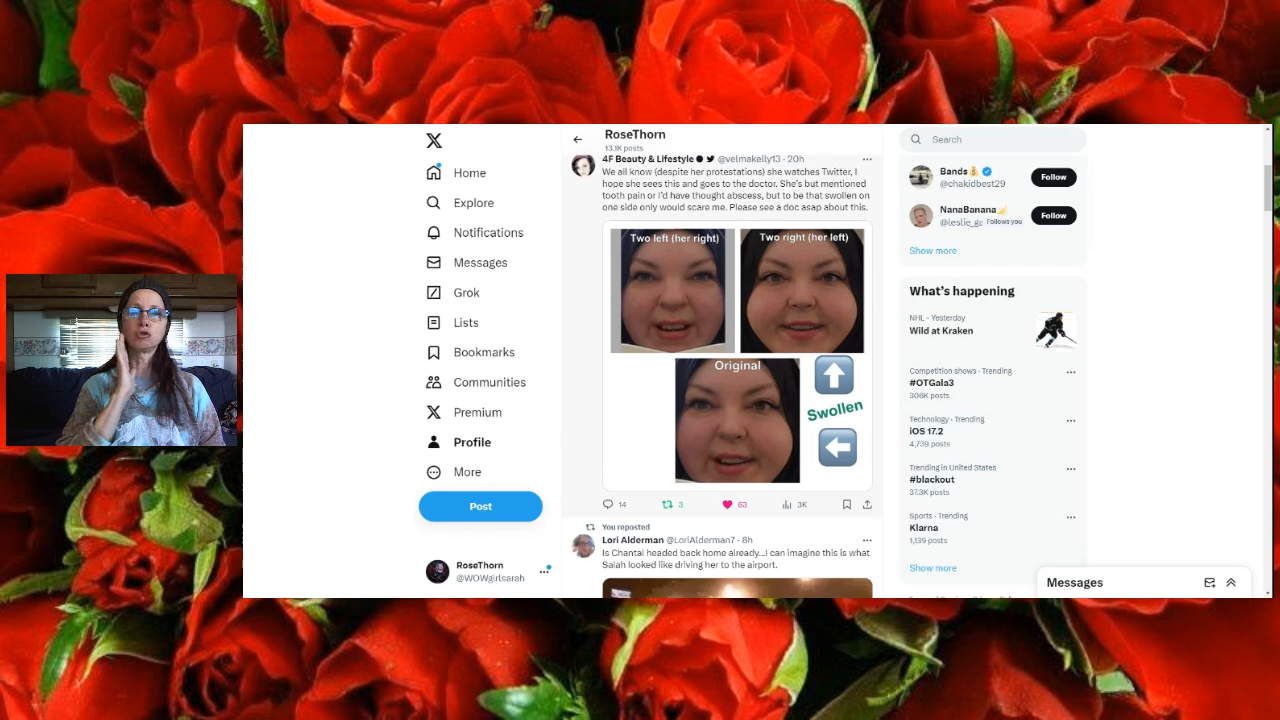 RoseThorn
13.1K posts
Home
Explore
Notifications
Messages
Grok
Lists
Bookmarks
Communities
Premium
Profile
More
Post
RoseThorn
@WOWgirlsarah
4F Beauty & Lifestyle @velmakelly13 · 20h
We all know (despite her protestations) she watches Twitter, I
hope she sees this and goes to the doctor. She's but mentioned
tooth pain or I'd have thought abscess, but to be that swollen on
one side only would scare me. Please see a doc asap about this.
Two left (her right)
Two right (her left)
Original
Swollen
14
3
63
3K
You reposted
Lori Alderman @LoriAlderman7 · 8h
Is Chantal headed back home already...I can imagine this is what
Salah looked like driving her to the airport.
Search
Bands
@chakidbest29
Follow
NanaBanana
Follows you
Follow
Show more
What's happening
NHL · Yesterday
Wild at Kraken
Competition shows · Trending
#OTGala3
306K posts
Technology · Trending
iOS 17.2
4,739 posts
Trending in United States
#blackout
37.3K posts
Sports · Trending
Klarna
1,139 posts
Show more
Messages